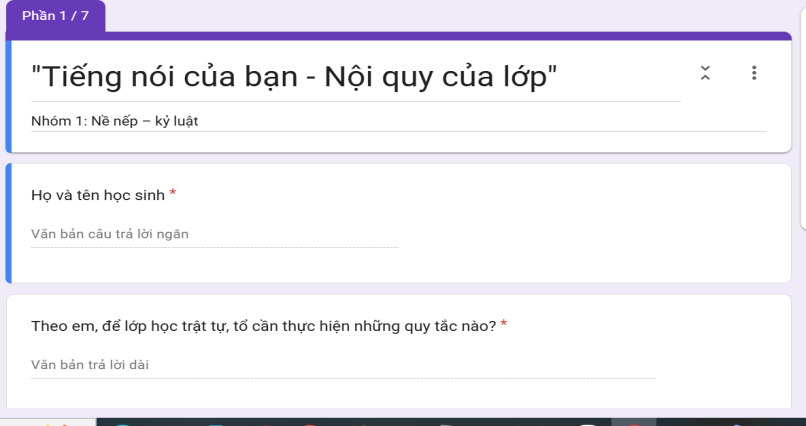 Phần 1 / 7
"Tiếng nói của bạn - Nội quy của lớp"
Nhóm 1: Nề nếp – kỷ luật
Họ và tên học sinh *
Văn bản câu trả lời ngắn
Theo em, để lớp học trật tự, tổ cần thực hiện những quy tắc nào? *
Văn bản trả lời dài